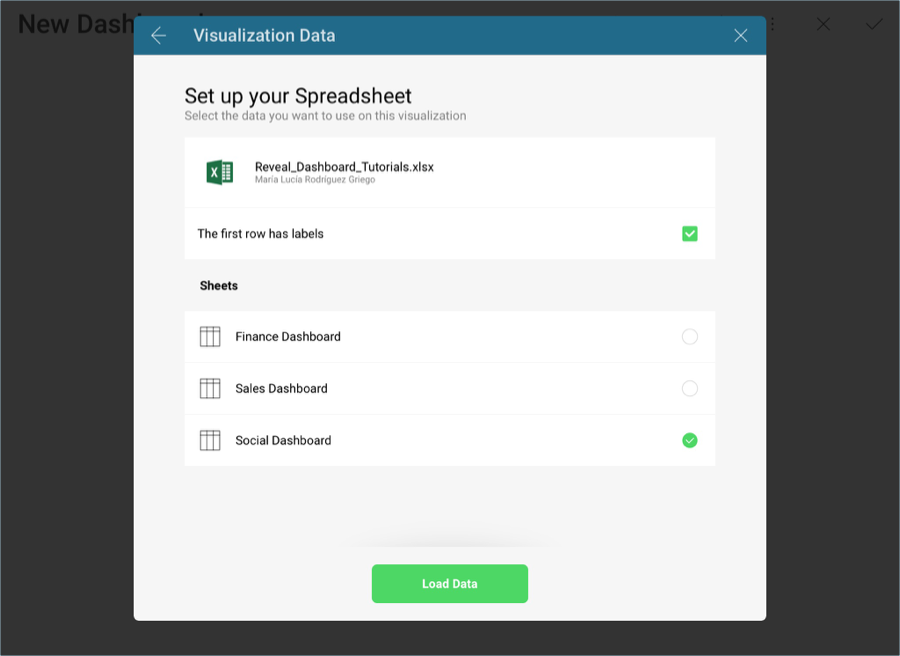 New Dash
Visualization Data
Set up your Spreadsheet
Select the data you want to use on this visualization
Reveal_Dashboard_Tutorials.xlsx
María Lucía Rodríguez Griego
The first row has labels
Sheets
Finance Dashboard
Sales Dashboard
Social Dashboard
Load Data